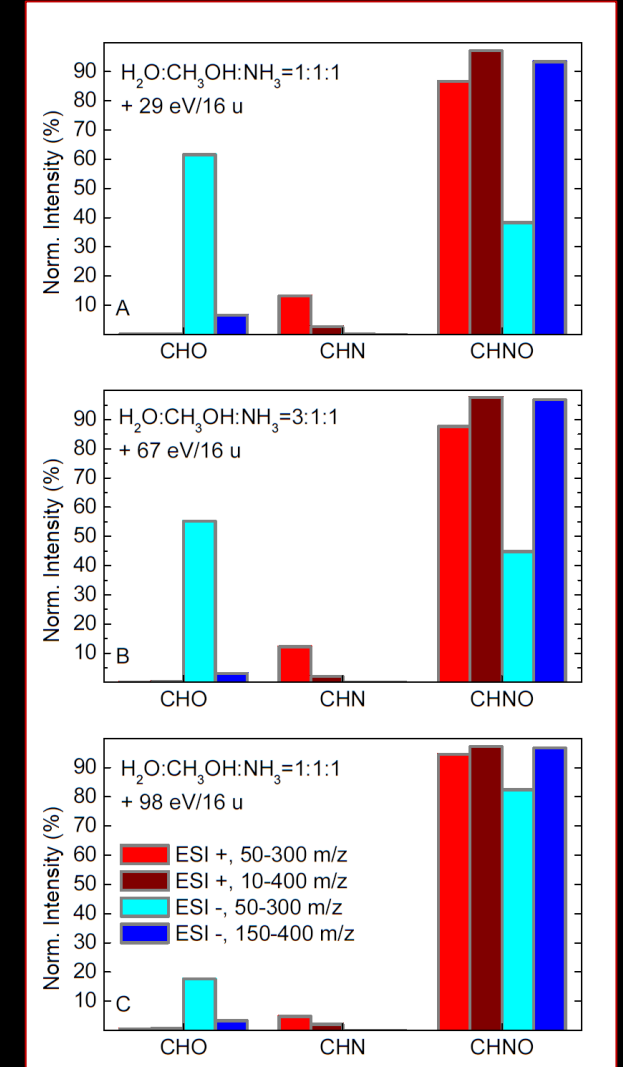 Norm. Intensity (%)
90
80
70
60
50
40
30
20
10
H₂O:CH₃OH:NH₃=1:1:1
+ 29 eV/16 u
A
CHO CHN CHNO
Norm. Intensity (%)
90
80
70
60
50
40
30
20
10
H₂O:CH₃OH:NH₃=3:1:1
+ 67 eV/16 u
B
CHO CHN CHNO
Norm. Intensity (%)
90
80
70
60
50
40
30
20
10
H₂O:CH₃OH:NH₃=1:1:1
+ 98 eV/16 u
ESI +, 50-300 m/z
ESI +, 10-400 m/z
ESI -, 50-300 m/z
ESI -, 150-400 m/z
C
CHO CHN CHNO